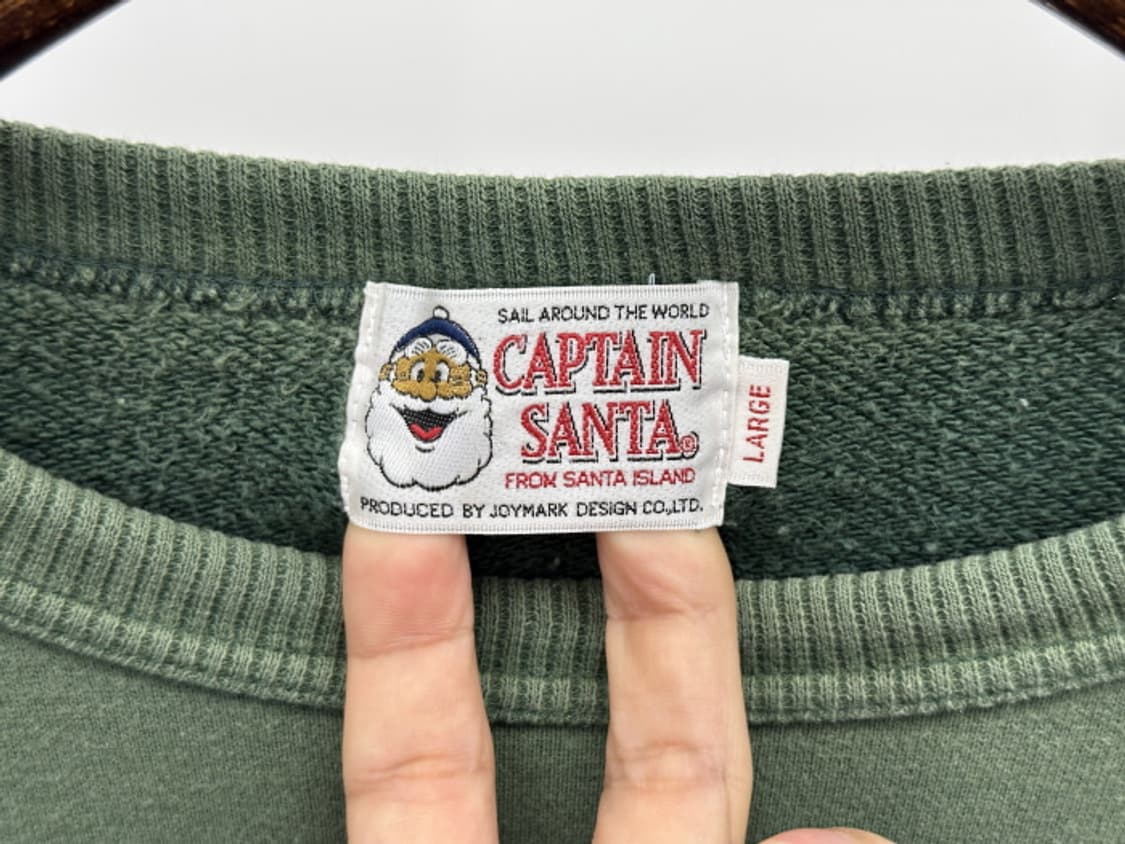 SAIL AROUND THE WORLD
CAPTAIN
SANTA®
FROM SANTA ISLAND
PRODUCED BY JOYMARK DESIGN CO.,LTD.
LARGE